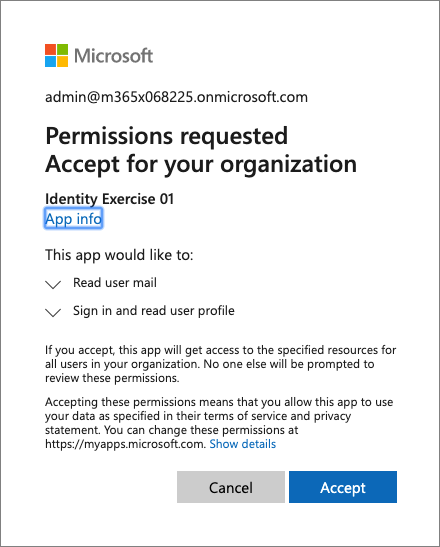 Microsoft
admin@m365x068225.onmicrosoft.com
Permissions requested
Accept for your organization
Identity Exercise 01
App info
This app would like to:
Read user mail
Sign in and read user profile
If you accept, this app will get access to the specified resources for
all users in your organization. No one else will be prompted to
review these permissions.
Accepting these permissions means that you allow this app to use
your data as specified in their terms of service and privacy
statement. You can change these permissions at
https://myapps.microsoft.com. Show details
Cancel
Accept